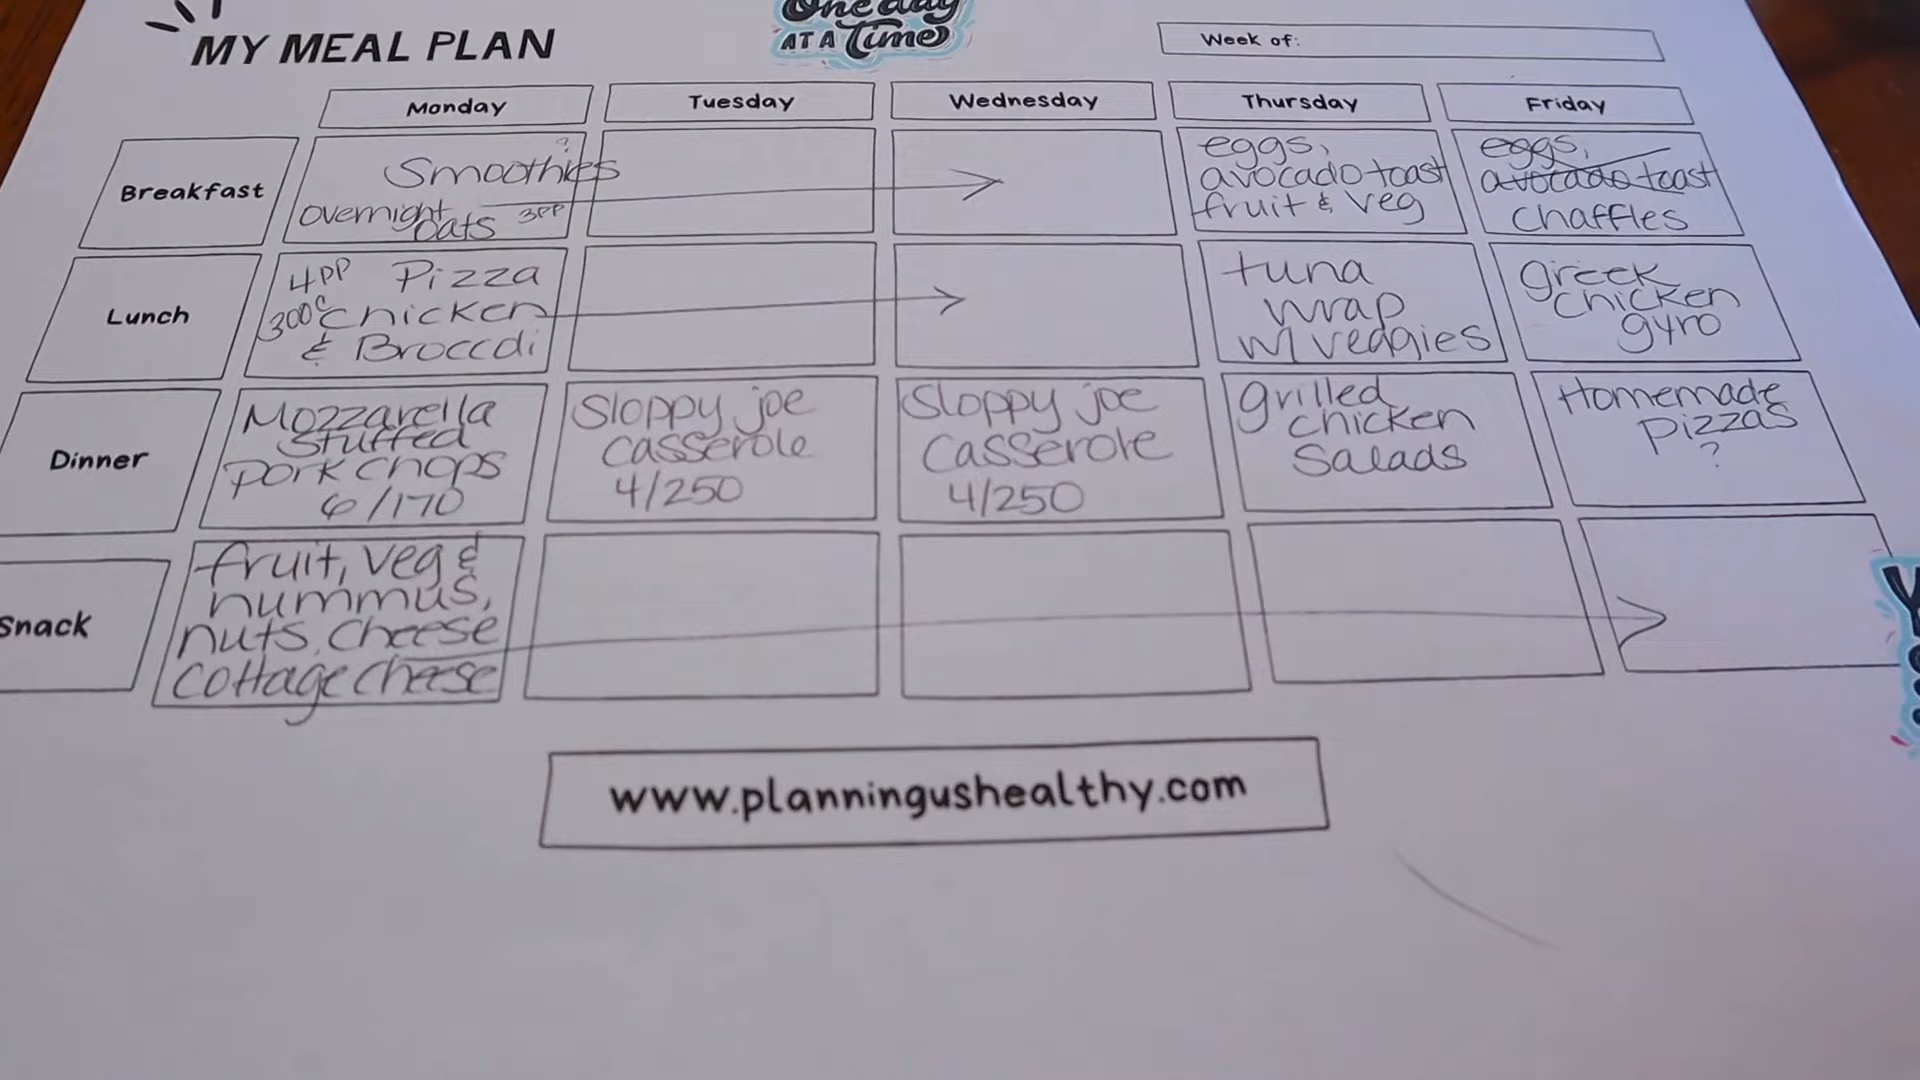 One day
AT A Time
MY MEAL PLAN
Week of:
Monday
Tuesday
Wednesday
Thursday
Friday
Breakfast
?
Smoothies
overnight
oats 3PP
eggs,
avocado toast
fruit & veg
eggs,
avocado toast
chaffles
Lunch
4PP Pizza
300c chicken
& Broccoli
tuna
wrap
w/ veggies
greek
chicken
gyro
Dinner
Mozzarella
stuffed
pork chops
6/170
Sloppy joe
casserole
4/250
Sloppy joe
casserole
4/250
grilled
chicken
salads
Homemade
pizzas
?
Snack
fruit, veg &
hummus,
nuts, cheese
cottage cheese
www.planningushealthy.com